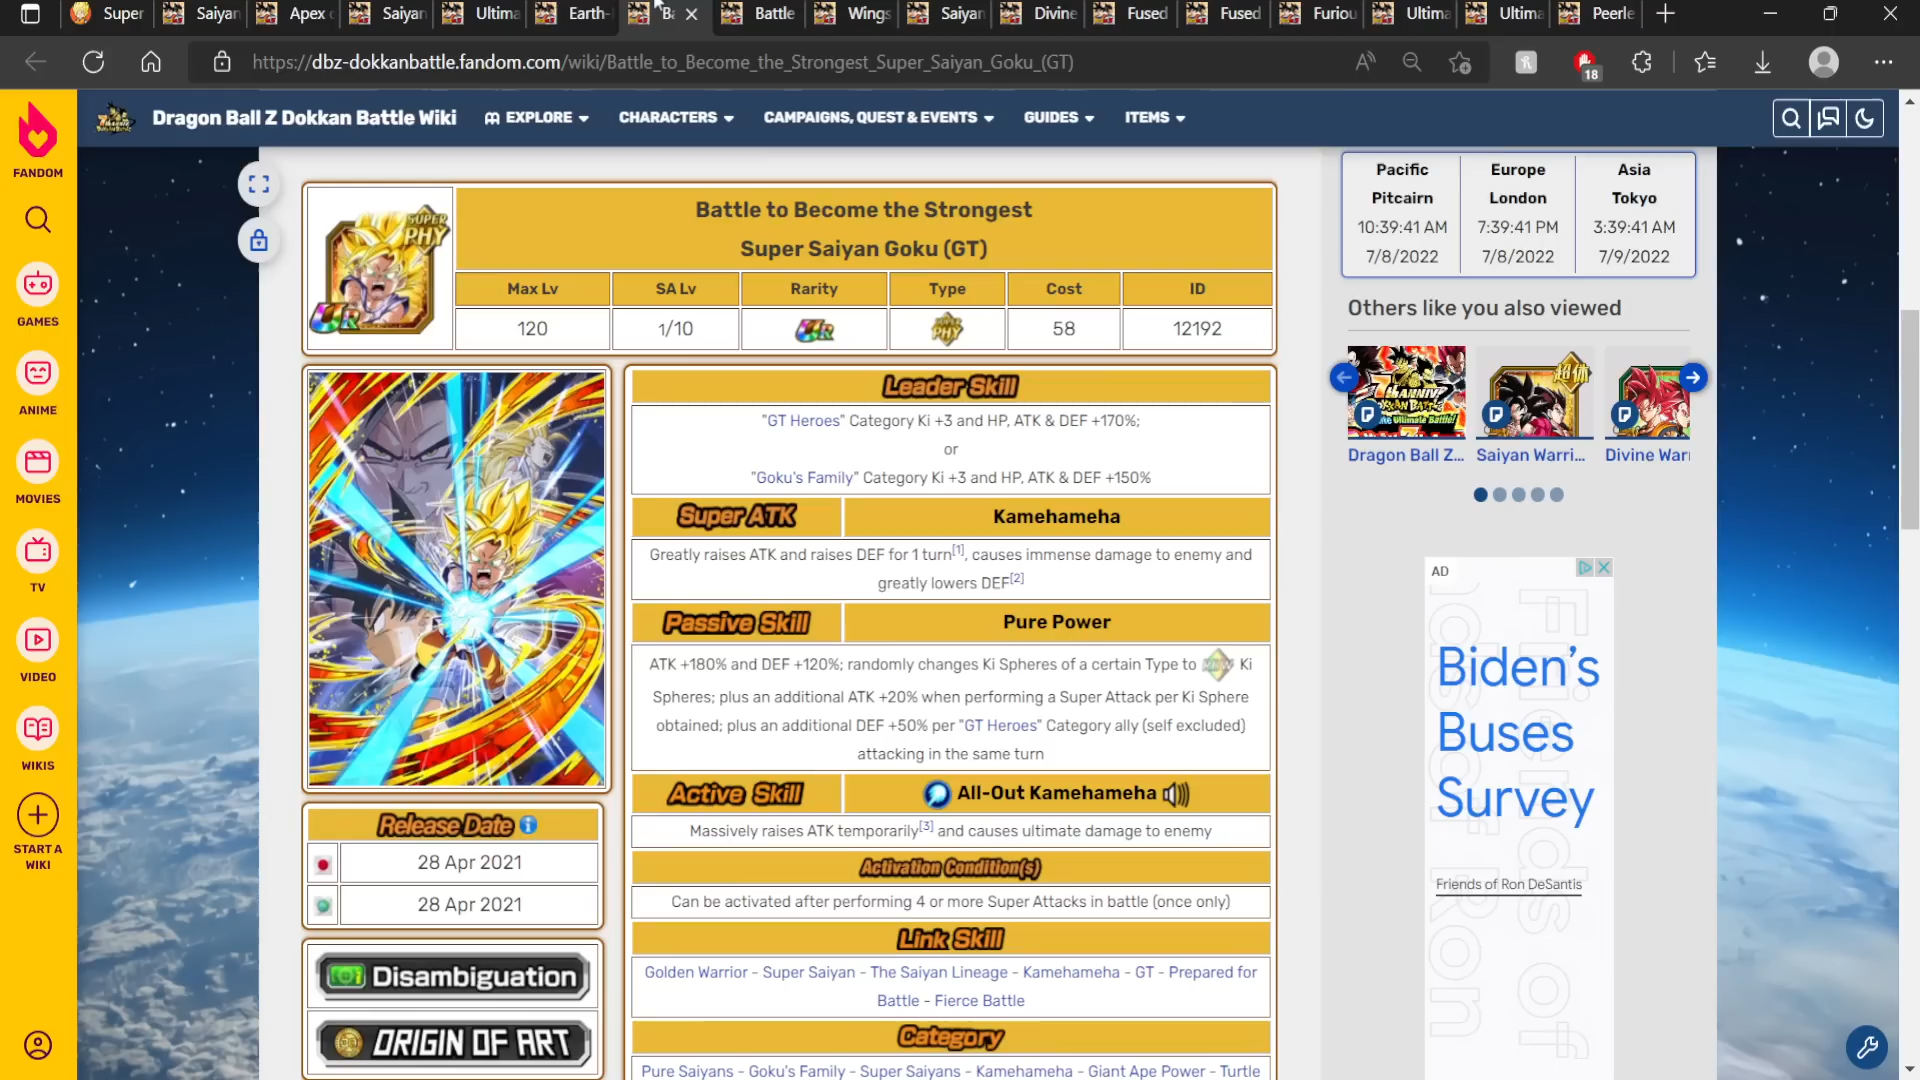 Super
Saiyan
Apex
Saiyan
Ultima
Earth-
Ba
Battle
Wings
Saiyan
Divine
Fused
Fused
Furiou
Ultima
Ultima
Peerle
https://dbz-dokkanbattle.fandom.com/wiki/Battle_to_Become_the_Strongest_Super_Saiyan_Goku_(GT)
18
Dragon Ball Z Dokkan Battle Wiki
EXPLORE
CHARACTERS
CAMPAIGNS, QUEST & EVENTS
GUIDES
ITEMS
FANDOM
GAMES
ANIME
MOVIES
TV
VIDEO
WIKIS
START A
WIKI
Battle to Become the Strongest
Super Saiyan Goku (GT)
SUPER
PHY
UR
Max Lv SA Lv Rarity Type Cost ID
120 1/10 UR SUPER PHY 58 12192
Leader Skill
"GT Heroes" Category Ki +3 and HP, ATK & DEF +170%;
or
"Goku's Family" Category Ki +3 and HP, ATK & DEF +150%
Super ATK Kamehameha
Greatly raises ATK and raises DEF for 1 turn[1], causes immense damage to enemy and
greatly lowers DEF[2]
Passive Skill Pure Power
ATK +180% and DEF +120%; randomly changes Ki Spheres of a certain Type to Ki
Spheres; plus an additional ATK +20% when performing a Super Attack per Ki Sphere
obtained; plus an additional DEF +50% per "GT Heroes" Category ally (self excluded)
attacking in the same turn
Active Skill All-Out Kamehameha
Massively raises ATK temporarily[3] and causes ultimate damage to enemy
Activation Condition(s)
Can be activated after performing 4 or more Super Attacks in battle (once only)
Link Skill
Golden Warrior - Super Saiyan - The Saiyan Lineage - Kamehameha - GT - Prepared for
Battle - Fierce Battle
Category
Pure Saiyans - Goku's Family - Super Saiyans - Kamehameha - Giant Ape Power - Turtle
Release Date
28 Apr 2021
28 Apr 2021
Disambiguation
ORIGIN OF ART
Pacific Europe Asia
Pitcairn London Tokyo
10:39:41 AM 7:39:41 PM 3:39:41 AM
7/8/2022 7/8/2022 7/9/2022
Others like you also viewed
Dragon Ball Z... Saiyan Warri... Divine Warr
AD
Biden's
Buses
Survey
Friends of Ron DeSantis